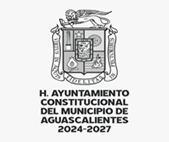 H. AYUNTAMIENTO
CONSTITUCIONAL
DEL MUNICIPIO DE
AGUASCALIENTES
2024-2027